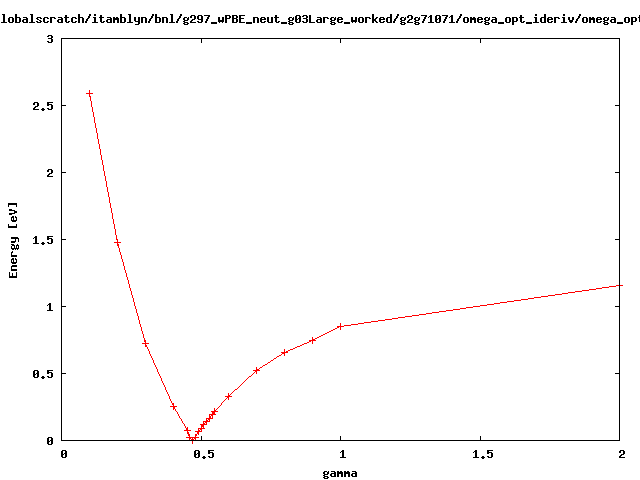 lobalscratch/itamblyn/bnl/g297_wPBE_neut_g03Large_worked/g2g71071/omega_opt_ideriv/omega_opt
3
2.5
2
1.5
1
0.5
0
Energy [eV]
0 0.5 1 1.5 2
gamma